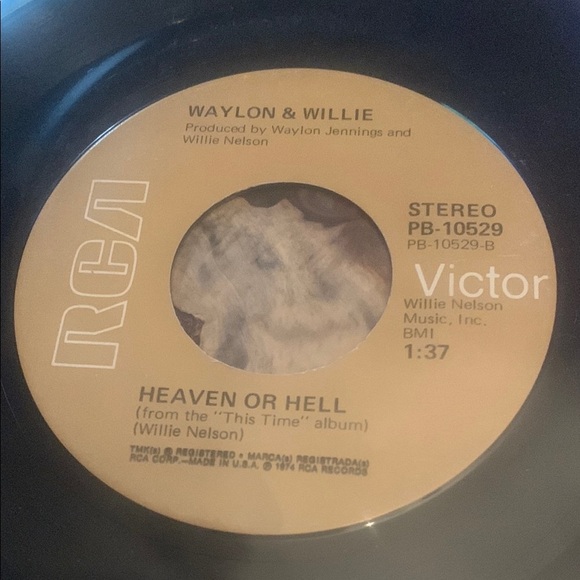 WAYLON & WILLIE
Produced by Waylon Jennings and
Willie Nelson
RCA
STEREO
PB-10529
PB-10529-B
Victor
Willie Nelson
Music, Inc.
BMI
1:37
HEAVEN OR HELL
(from the "This Time" album)
(Willie Nelson)
TMK(s) ® REGISTERED • MARCA(s) REGISTRADA(s)
RCA CORP.—MADE IN U.S.A. ℗ 1974 RCA RECORDS